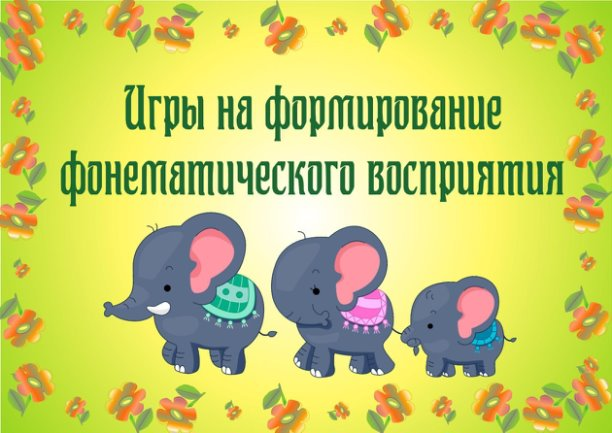 Игры на формирование
фонематического восприятия